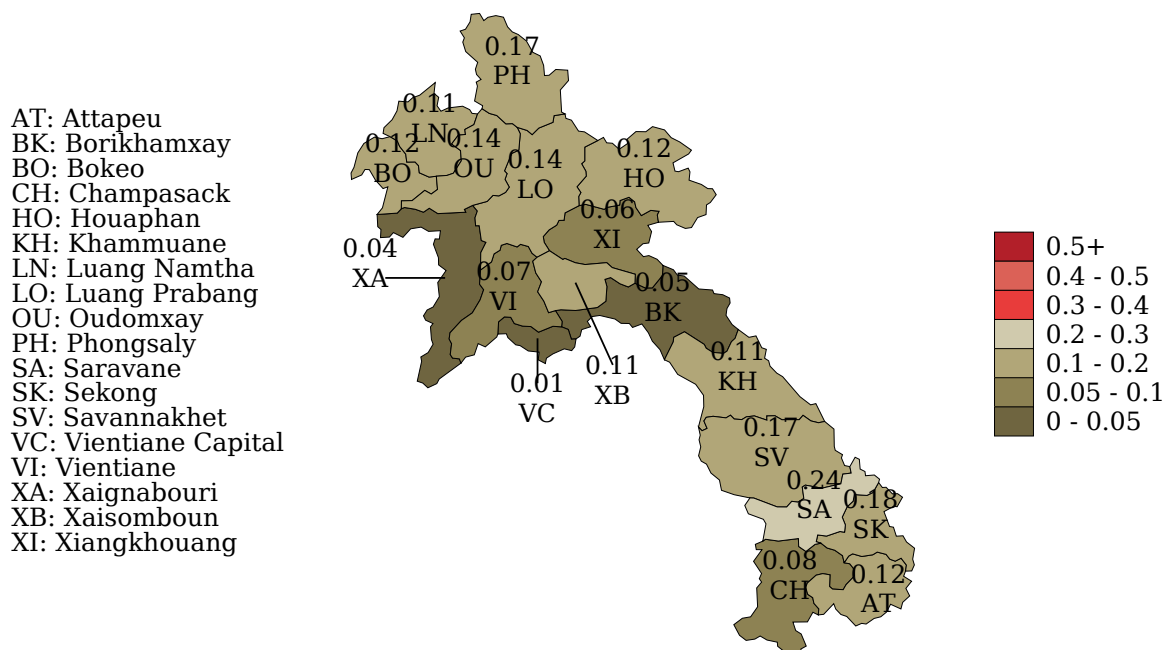 AT: Attapeu
BK: Borikhamxay
BO: Bokeo
CH: Champasack
HO: Houaphan
KH: Khammuane
LN: Luang Namtha
LO: Luang Prabang
OU: Oudomxay
PH: Phongsaly
SA: Saravane
SK: Sekong
SV: Savannakhet
VC: Vientiane Capital
VI: Vientiane
XA: Xaignabouri
XB: Xaisomboun
XI: Xiangkhouang
0.17
PH
0.11
LN
0.14
OU
0.12
BO
0.14
LO
0.12
HO
0.06
XI
0.04
XA
0.07
VI
0.05
BK
0.01
VC
0.11
XB
0.11
KH
0.17
SV
0.24
SA
0.18
SK
0.08
CH
0.12
AT
0.5+
0.4 - 0.5
0.3 - 0.4
0.2 - 0.3
0.1 - 0.2
0.05 - 0.1
0 - 0.05